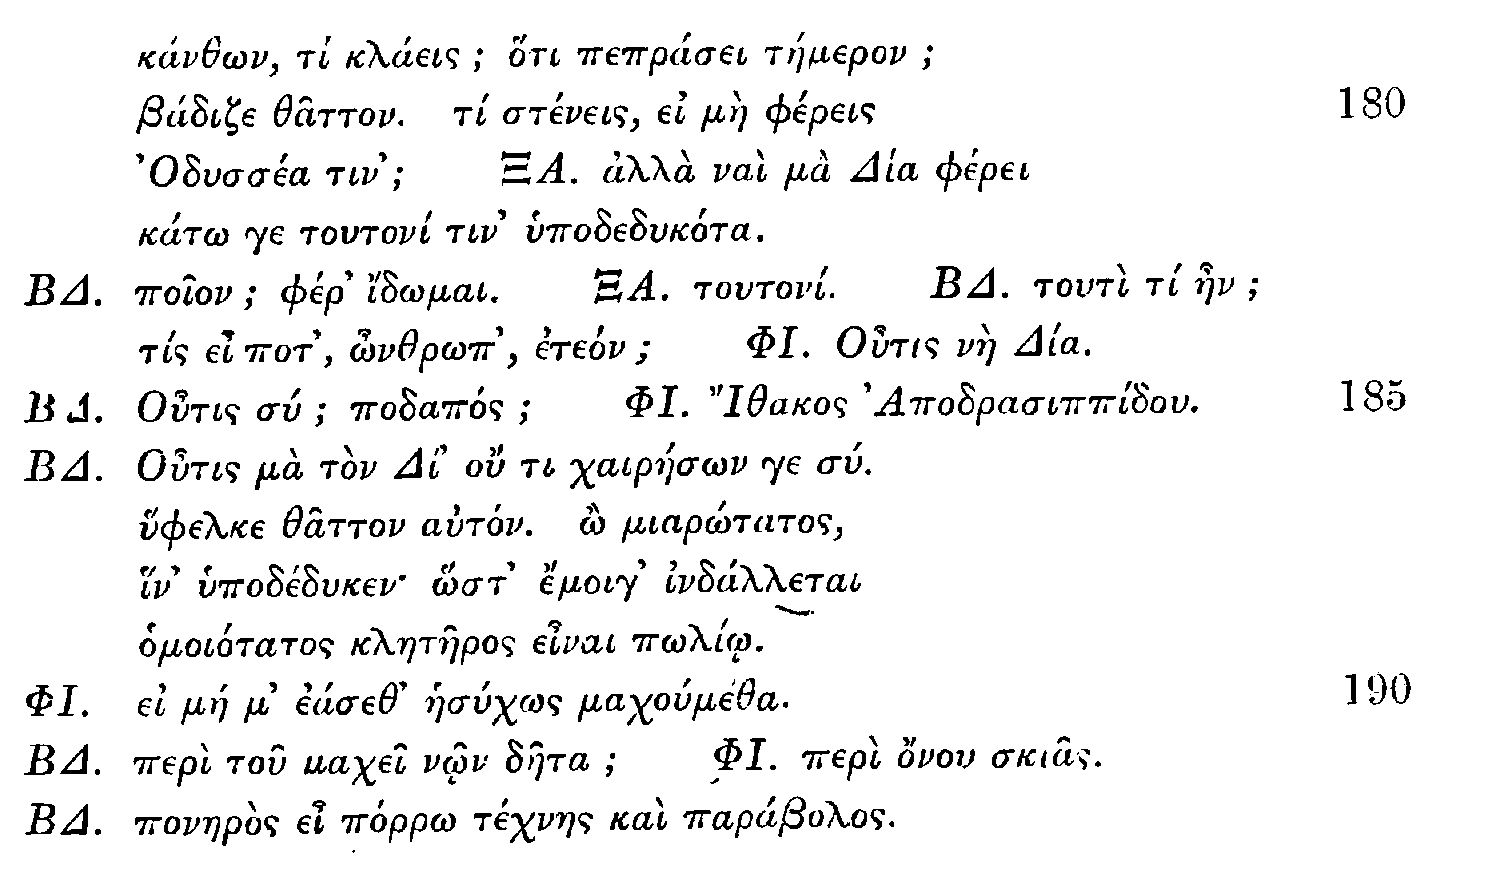 κάνθων, τί κλάεις ; ὅτι πεπράσει τήμερον ;
βάδιζε θᾶττον. τί στένεις, εἰ μὴ φέρεις 180
Ὀδυσσέα τιν’; ΞΑ. ἀλλὰ ναὶ μὰ Δία φέρει
κάτω γε τουτονί τιν’ ὑποδεδυκότα.
ΒΔ. ποῖον ; φέρ’ ἴδωμαι. ΞΑ. τουτονί. ΒΔ. τουτὶ τί ἦν ;
τίς εἶ ποτ’, ὦνθρωπ’, ἐτεόν ; ΦΙ. Οὖτις νὴ Δία.
ΒΔ. Οὖτις σύ ; ποδαπός ; ΦΙ. Ἴθακος Ἀποδρασιππίδου. 185
ΒΔ. Οὖτις μὰ τὸν Δί’ οὔ τι χαιρήσων γε σύ.
ὕφελκε θᾶττον αὐτόν. ὢ μιαρώτατος,
ἵν’ ὑποδέδυκεν· ὥστ’ ἔμοιγ’ ἰνδάλλεται
ὁμοιότατος κλητῆρος εἶναι πωλίῳ.
ΦΙ. εἰ μή μ’ ἐάσεθ’ ἡσύχως μαχούμεθα. 190
ΒΔ. περὶ τοῦ μαχεῖ νῷν δῆτα ; ΦΙ. περὶ ὄνου σκιᾶς.
ΒΔ. πονηρὸς εἶ πόρρω τέχνης καὶ παράβολος.